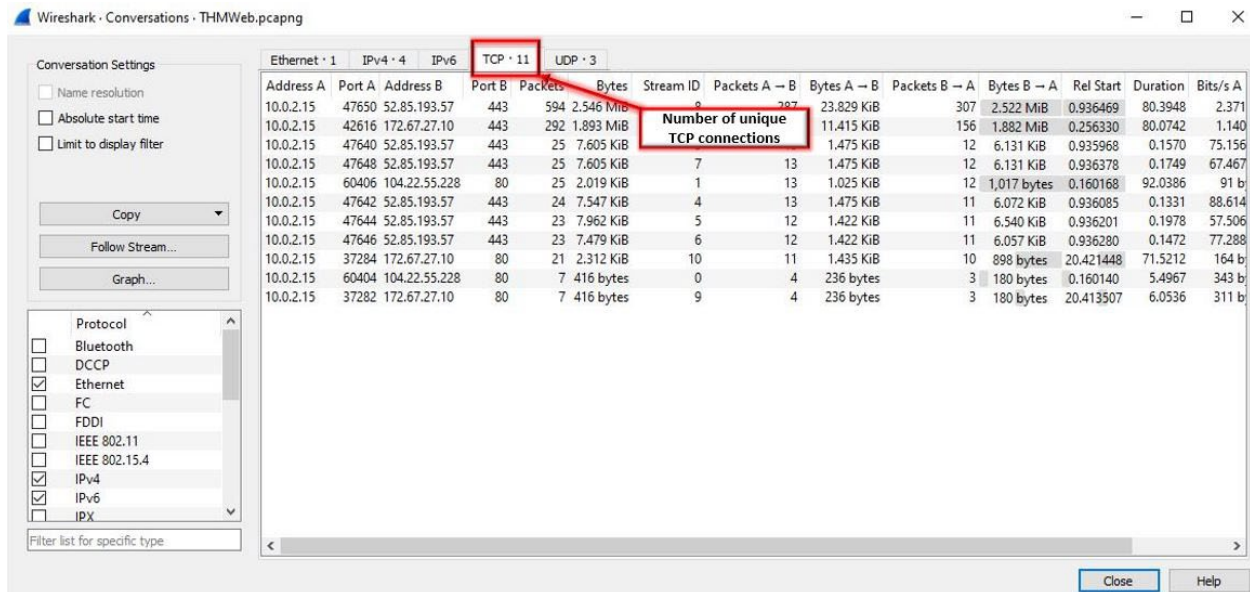 Wireshark · Conversations · THMWeb.pcapng
Conversation Settings
Name resolution
Absolute start time
Limit to display filter
Copy
Follow Stream...
Graph...
Protocol
Bluetooth
DCCP
Ethernet
FC
FDDI
IEEE 802.11
IEEE 802.15.4
IPv4
IPv6
IPX
Filter list for specific type
Ethernet · 1 IPv4 · 4 IPv6 TCP · 11 UDP · 3
Address A Port A Address B Port B Packets Bytes Stream ID Packets A → B Bytes A → B Packets B → A Bytes B → A Rel Start Duration Bits/s A
10.0.2.15 47650 52.85.193.57 443 594 2.546 MiB 8 287 23.829 KiB 307 2.522 MiB 0.936469 80.3948 2.371
10.0.2.15 42616 172.67.27.10 443 292 1.893 MiB 11.415 KiB 156 1.882 MiB 0.256330 80.0742 1.140
10.0.2.15 47640 52.85.193.57 443 25 7.605 KiB 1.475 KiB 12 6.131 KiB 0.935968 0.1570 75.156
10.0.2.15 47648 52.85.193.57 443 25 7.605 KiB 7 13 1.475 KiB 12 6.131 KiB 0.936378 0.1749 67.467
10.0.2.15 60406 104.22.55.228 80 25 2.019 KiB 1 13 1.025 KiB 12 1,017 bytes 0.160168 92.0386 91 b
10.0.2.15 47642 52.85.193.57 443 24 7.547 KiB 4 13 1.475 KiB 11 6.072 KiB 0.936085 0.1331 88.614
10.0.2.15 47644 52.85.193.57 443 23 7.962 KiB 5 12 1.422 KiB 11 6.540 KiB 0.936201 0.1978 57.506
10.0.2.15 47646 52.85.193.57 443 23 7.479 KiB 6 12 1.422 KiB 11 6.057 KiB 0.936280 0.1472 77.288
10.0.2.15 37284 172.67.27.10 80 21 2.312 KiB 10 11 1.435 KiB 10 898 bytes 20.421448 71.5212 164 b
10.0.2.15 60404 104.22.55.228 80 7 416 bytes 0 4 236 bytes 3 180 bytes 0.160140 5.4967 343 b
10.0.2.15 37282 172.67.27.10 80 7 416 bytes 9 4 236 bytes 3 180 bytes 20.413507 6.0536 311 b
Number of unique
TCP connections
Close Help